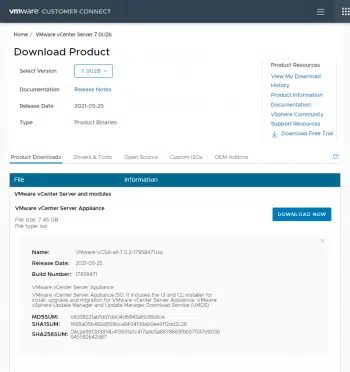 vmware CUSTOMER CONNECT
Home / VMware vCenter Server 7.0U2b
Download Product
Select Version 7.0U2B
Documentation Release Notes
Release Date 2021-05-25
Type Product Binaries
Product Resources
View My Download
History
Product Information
Documentation
vSphere Community
Support Resources
Download Free Trial
Product Downloads Drivers & Tools Open Source Custom ISOs OEM Addons
File Information
VMware vCenter Server and modules
VMware vCenter Server Appliance
File size: 7.49 GB
File type: iso
DOWNLOAD NOW
Name: VMware-VCSA-all-7.0.2-17958471.iso
Release Date: 2021-05-25
Build Number: 17958471
VMware vCenter Server Appliance
VMware vCenter Server Appliance ISO. It includes the UI and CLI installer for
install, upgrade and migration for VMware vCenter Server Appliance, VMware
vSphere Update Manager and Update Manager Download Service (UMDS)
MD5SUM:
SHA1SUM:
SHA256SUM: